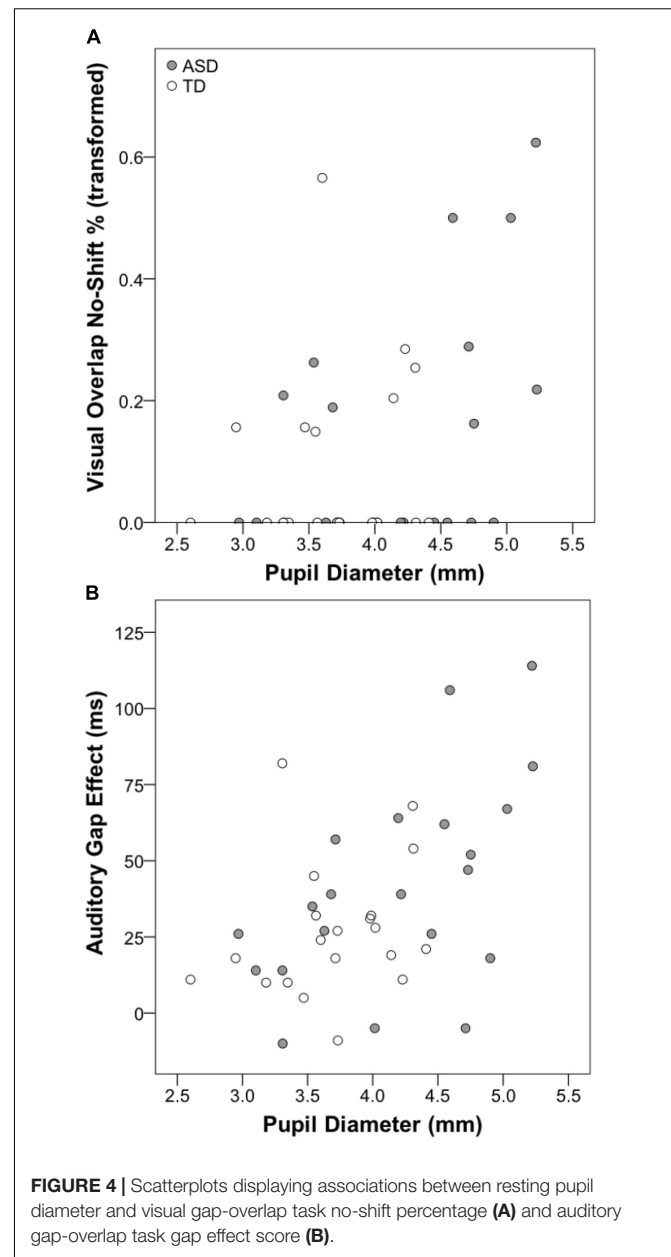 A
ASD
TD
Visual Overlap No-Shift % (transformed)
0.6
0.4
0.2
0.0
2.5 3.0 3.5 4.0 4.5 5.0 5.5
Pupil Diameter (mm)
B
Auditory Gap Effect (ms)
125
100
75
50
25
0
2.5 3.0 3.5 4.0 4.5 5.0 5.5
Pupil Diameter (mm)
FIGURE 4 | Scatterplots displaying associations between resting pupil
diameter and visual gap-overlap task no-shift percentage (A) and auditory
gap-overlap task gap effect score (B).